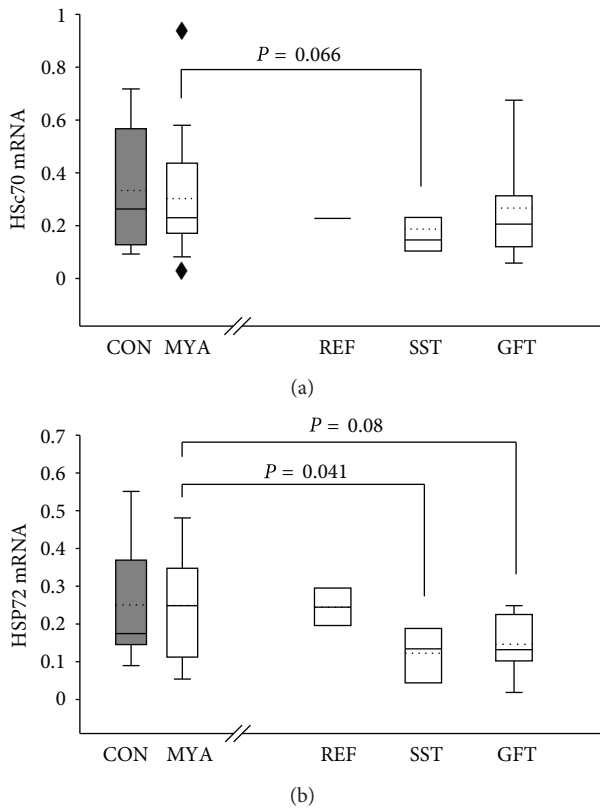 1
0.8
0.6
0.4
0.2
0
HSc70 mRNA
P = 0.066
CON MYA REF SST GFT
(a)
0.7
0.6
0.5
0.4
0.3
0.2
0.1
0
HSP72 mRNA
P = 0.08
P = 0.041
CON MYA REF SST GFT
(b)